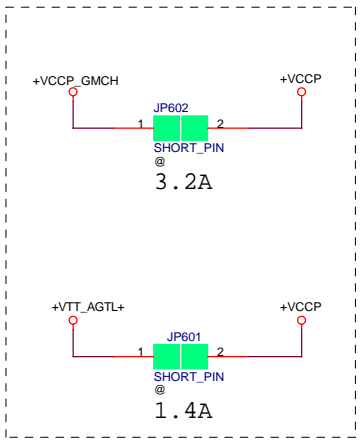 +VCCP_GMCH
+VCCP
JP602
1
2
SHORT_PIN
@
3.2A
+VTT_AGTL+
+VCCP
JP601
1
2
SHORT_PIN
@
1.4A